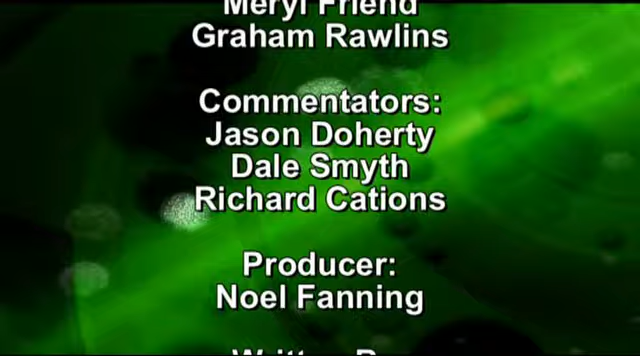 Meryl Friend
Graham Rawlins
Commentators:
Jason Doherty
Dale Smyth
Richard Cations
Producer:
Noel Fanning